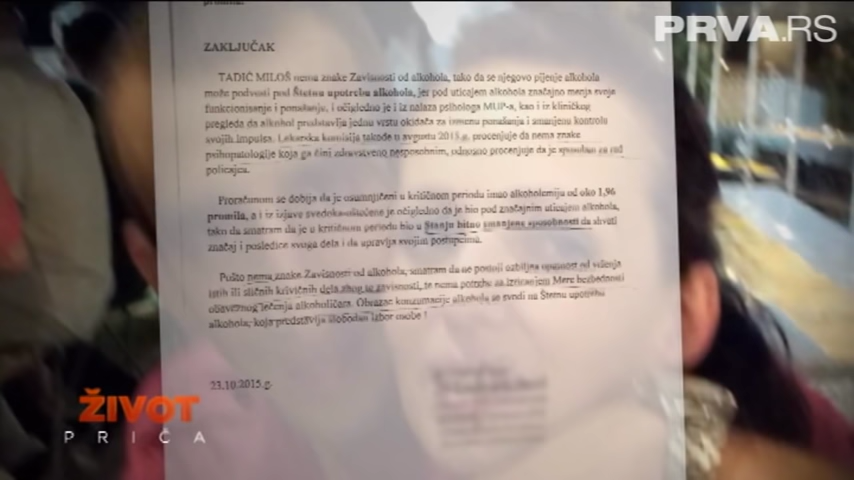 promila.
PRVA.RS
ZAKLJUČAK
TADIĆ MILOŠ nema znake Zavisnosti od alkohola, tako da se njegovo pijenje alkohola
može podvesti pod Štetnu upotrebu alkohola, jer pod uticajem alkohola značajno menja svoje
funkcionisanje i ponašanje, i očigledno je i iz nalaza psihologa MUP-a, kao i iz kliničkog
pregleda da alkohol predstavlja jednu vrstu okidača za izmenu ponašanja i smanjenu kontrolu
svojih impulsa. Lekarska komisija takođe u avgustu 2015.g. procenjuje da nema znake
psihopatologije koja ga čini zdravstveno nesposobnim, odnosno procenjuje da je sposoban za rad
policajca.
Proračunom se dobija da je osumnjičeni u kritičnom periodu imao alkoholemiju od oko 1,96
promila, a i iz izjave svedoka-oštećene je očigledno da je bio pod značajnim uticajem alkohola,
tako da smatram da je u kritičnom periodu bio u Stanju bitno smanjene sposobnosti da shvati
značaj i posledice svoga dela i da upravlja svojim postupcima.
Pošto nema znake Zavisnosti od alkohola, smatram da ne postoji ozbiljna opasnost od vršenja
istih ili sličnih krivičnih dela zbog te zavisnosti, te nema potrebe za izricanjem Mere bezbednosti
obaveznog lečenja alkoholičara. Obrazac konzumacije alkohola se svodi na Štetnu upotrebu
alkohola, koja predstavlja slobodan izbor osobe !
23.10.2015.g.
ŽIVOT
PRIČA